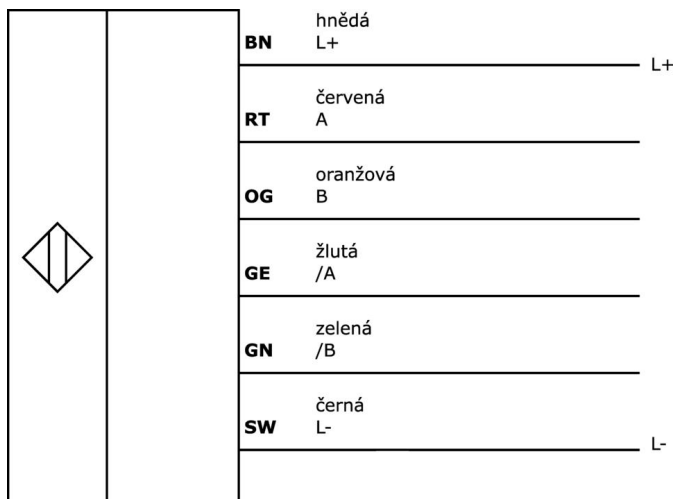 hnědá
BN L+
L+
červená
RT A
oranžová
OG B
žlutá
GE /A
zelená
GN /B
černá
SW L-
L-